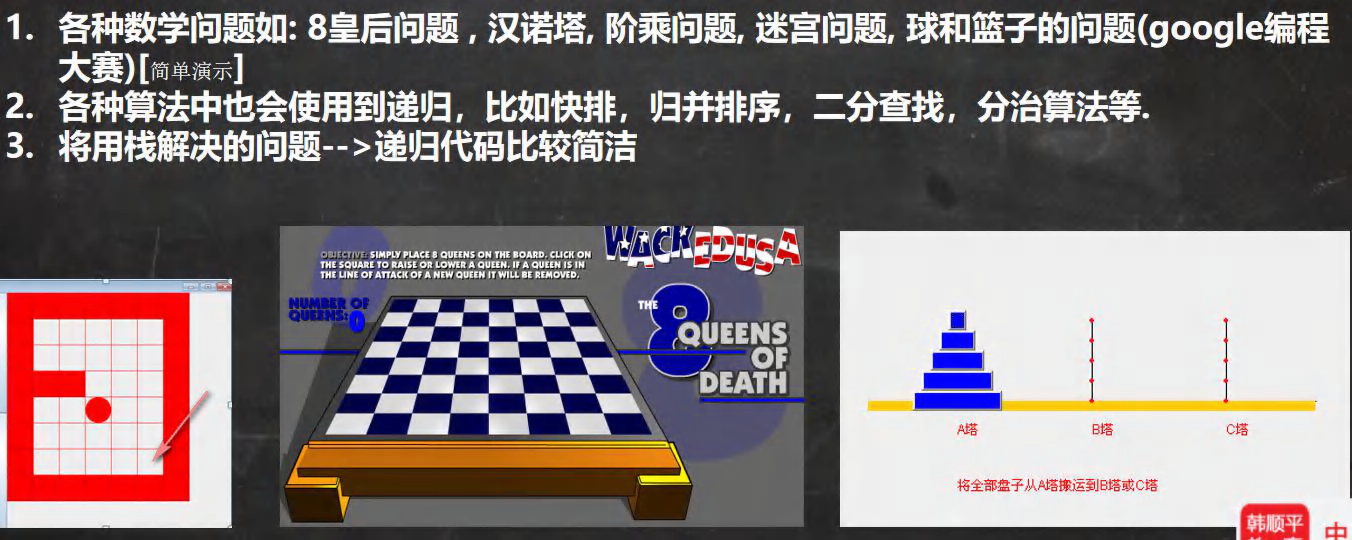 1. 各种数学问题如: 8皇后问题 , 汉诺塔, 阶乘问题, 迷宫问题, 球和篮子的问题(google编程
大赛)[简单演示]
2. 各种算法中也会使用到递归，比如快排，归并排序，二分查找，分治算法等.
3. 将用栈解决的问题-->递归代码比较简洁
WACKEDUSA
OBJECTIVE: SIMPLY PLACE 8 QUEENS ON THE BOARD. CLICK ON
THE SQUARE TO RAISE OR LOWER A QUEEN. IF A QUEEN IS IN
THE LINE OF ATTACK OF A NEW QUEEN IT WILL BE REMOVED.
NUMBER OF
QUEENS: 0
THE 8
QUEENS
OF
DEATH
A塔 B塔 C塔
将全部盘子从A塔搬运到B塔或C塔
韩顺平
中